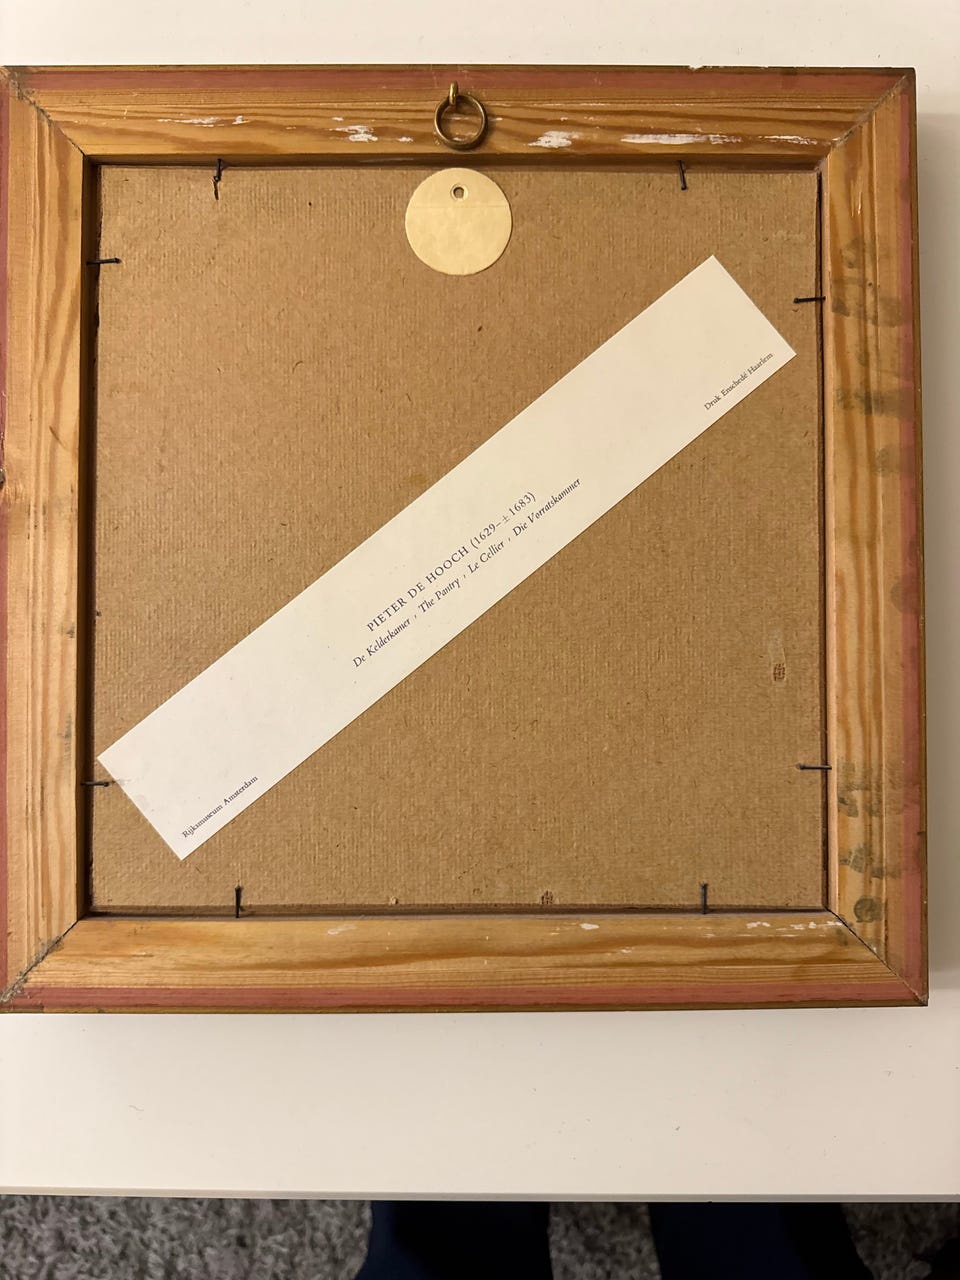 PIETER DE HOOCH (1629–±1683)
De Kelderkamer , The Pantry , Le Cellier , Die Vorratskammer
Rijksmuseum Amsterdam
Druk Enschedé Haarlem